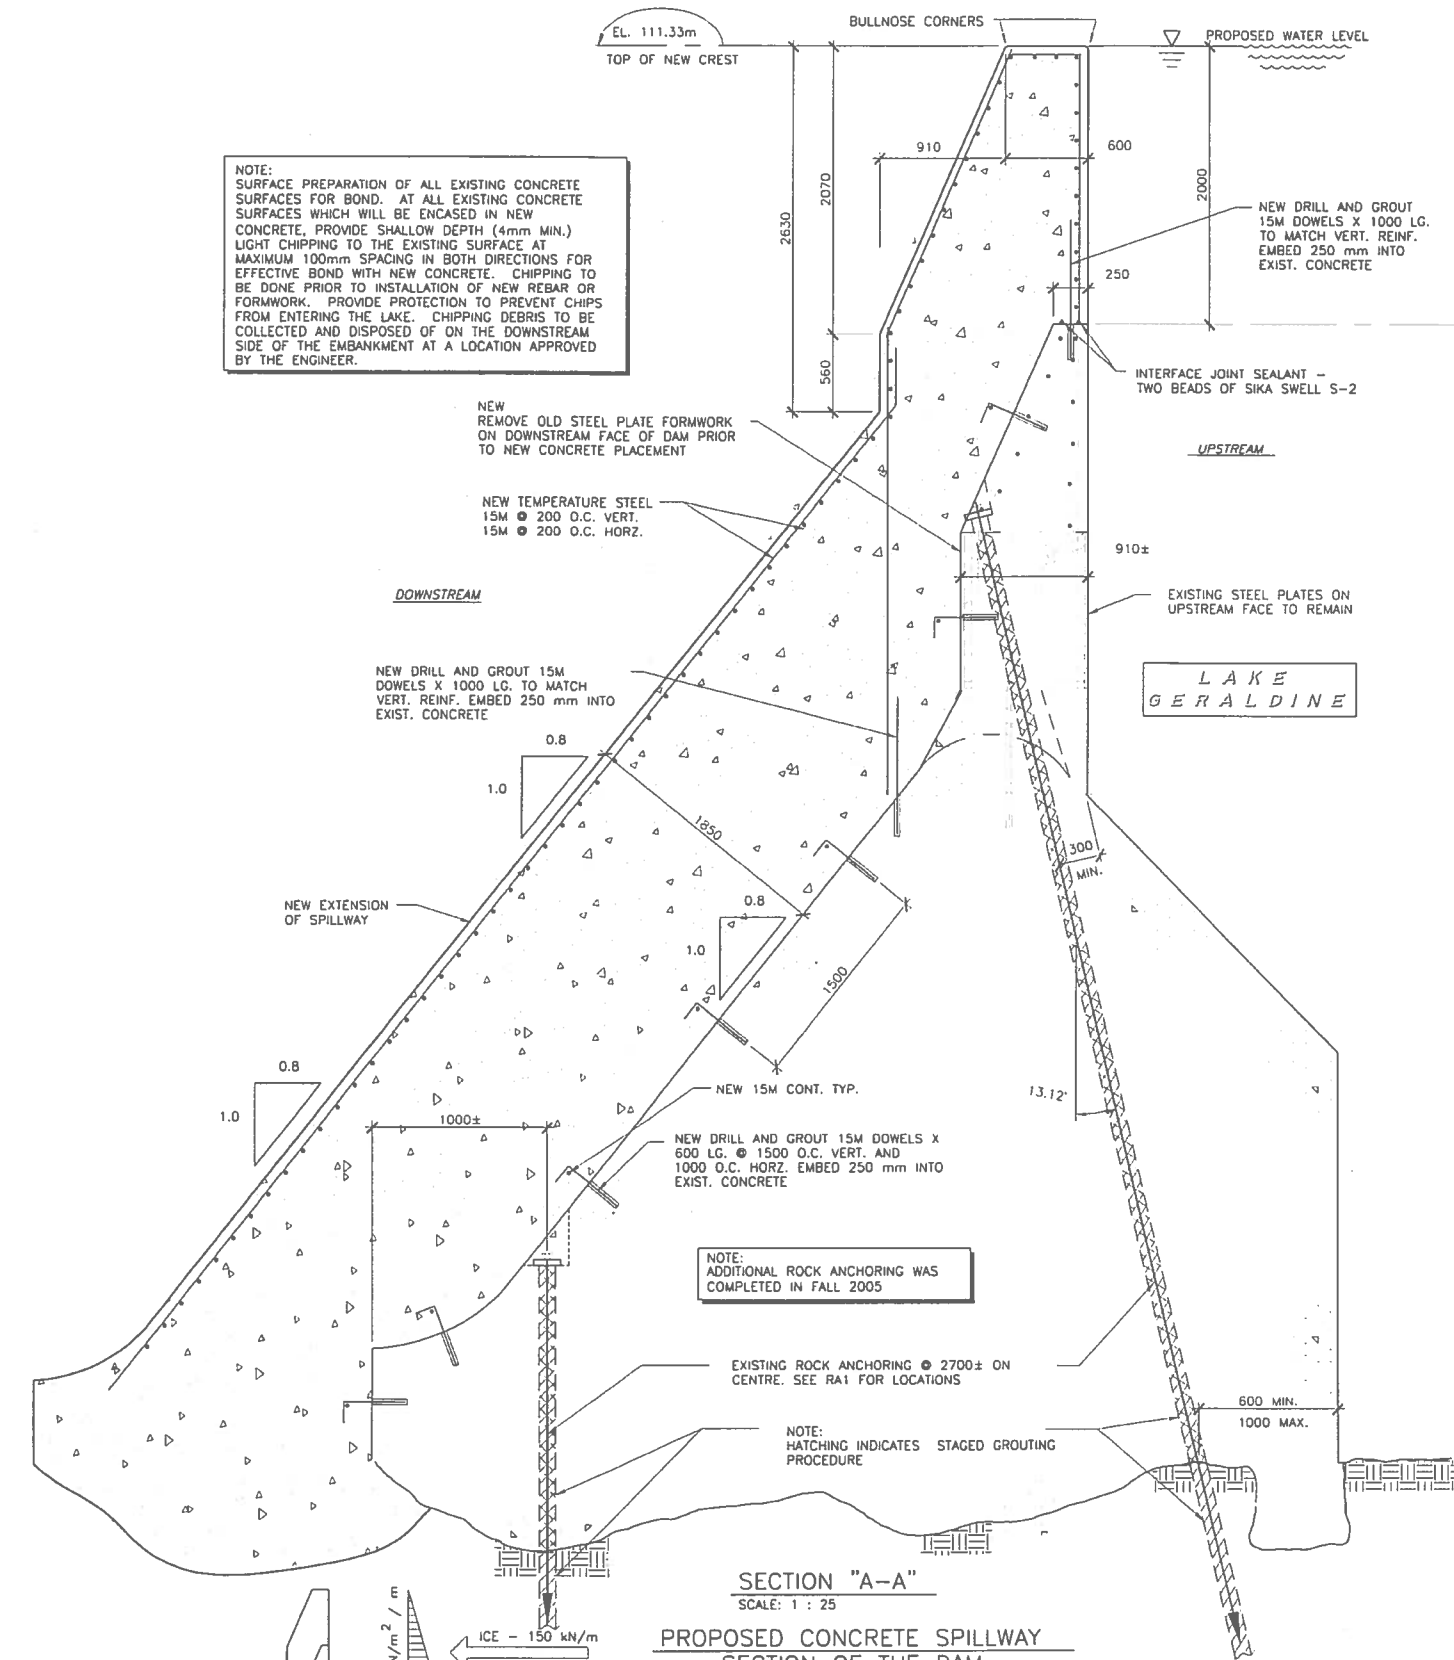 EL. 111.33m
TOP OF NEW CREST
BULLNOSE CORNERS
PROPOSED WATER LEVEL
NOTE:
SURFACE PREPARATION OF ALL EXISTING CONCRETE
SURFACES FOR BOND. AT ALL EXISTING CONCRETE
SURFACES WHICH WILL BE ENCASED IN NEW
CONCRETE, PROVIDE SHALLOW DEPTH (4mm MIN.)
LIGHT CHIPPING TO THE EXISTING SURFACE AT
MAXIMUM 100mm SPACING IN BOTH DIRECTIONS FOR
EFFECTIVE BOND WITH NEW CONCRETE. CHIPPING TO
BE DONE PRIOR TO INSTALLATION OF NEW REBAR OR
FORMWORK. PROVIDE PROTECTION TO PREVENT CHIPS
FROM ENTERING THE LAKE. CHIPPING DEBRIS TO BE
COLLECTED AND DISPOSED OF ON THE DOWNSTREAM
SIDE OF THE EMBANKMENT AT A LOCATION APPROVED
BY THE ENGINEER.
910
600
2630
2070
2000
560
250
NEW DRILL AND GROUT
15M DOWELS X 1000 LG.
TO MATCH VERT. REINF.
EMBED 250 mm INTO
EXIST. CONCRETE
INTERFACE JOINT SEALANT –
TWO BEADS OF SIKA SWELL S-2
NEW
REMOVE OLD STEEL PLATE FORMWORK
ON DOWNSTREAM FACE OF DAM PRIOR
TO NEW CONCRETE PLACEMENT
UPSTREAM
NEW TEMPERATURE STEEL
15M @ 200 O.C. VERT.
15M @ 200 O.C. HORZ.
910±
DOWNSTREAM
EXISTING STEEL PLATES ON
UPSTREAM FACE TO REMAIN
NEW DRILL AND GROUT 15M
DOWELS X 1000 LG. TO MATCH
VERT. REINF. EMBED 250 mm INTO
EXIST. CONCRETE
LAKE
GERALDINE
0.8
1.0
1850
300
MIN.
NEW EXTENSION
OF SPILLWAY
0.8
1.0
1500
0.8
1.0
NEW 15M CONT. TYP.
13.12°
1000±
NEW DRILL AND GROUT 15M DOWELS X
600 LG. @ 1500 O.C. VERT. AND
1000 O.C. HORZ. EMBED 250 mm INTO
EXIST. CONCRETE
NOTE:
ADDITIONAL ROCK ANCHORING WAS
COMPLETED IN FALL 2005
EXISTING ROCK ANCHORING @ 2700± ON
CENTRE. SEE RA1 FOR LOCATIONS
600 MIN.
1000 MAX.
NOTE:
HATCHING INDICATES STAGED GROUTING
PROCEDURE
SECTION "A-A"
SCALE: 1 : 25
ICE – 150 kN/m
PROPOSED CONCRETE SPILLWAY
SECTION OF THE DAM